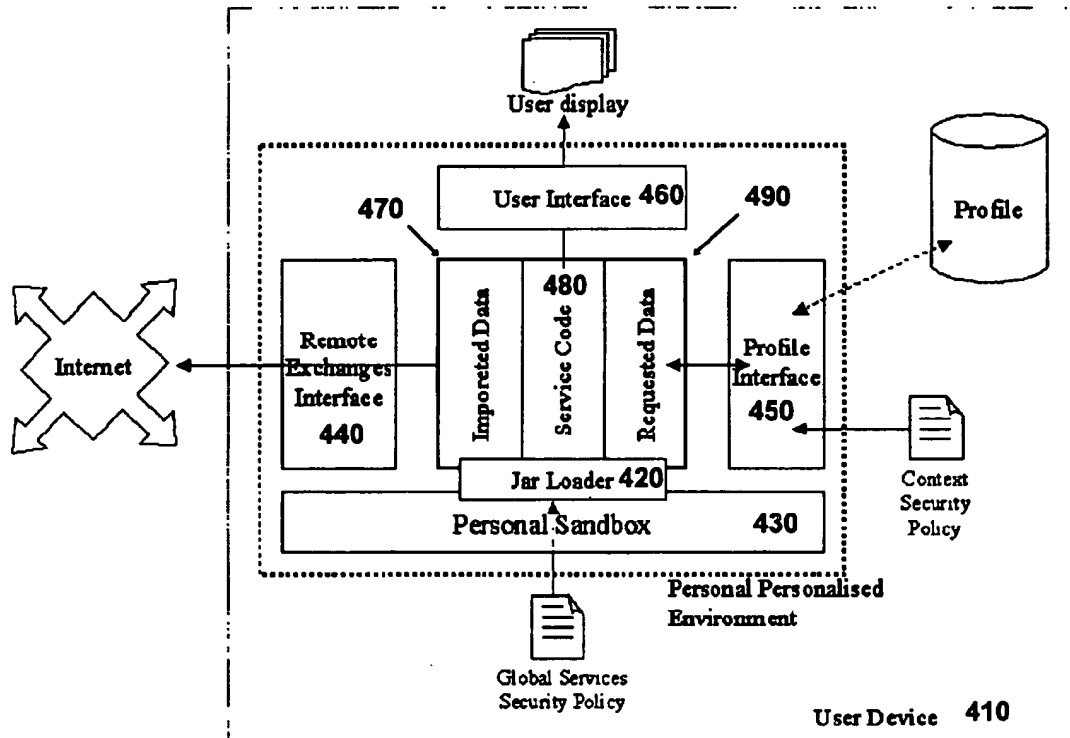 User display
User Interface 460
470
490
Profile
Internet
Remote
Exchanges
Interface
440
Imporeted Data
480
Service Code
Requested Data
Profile
Interface
450
Jar Loader 420
Context
Security
Policy
Personal Sandbox 430
Personal Personalised
Environment
Global Services
Security Policy
User Device 410